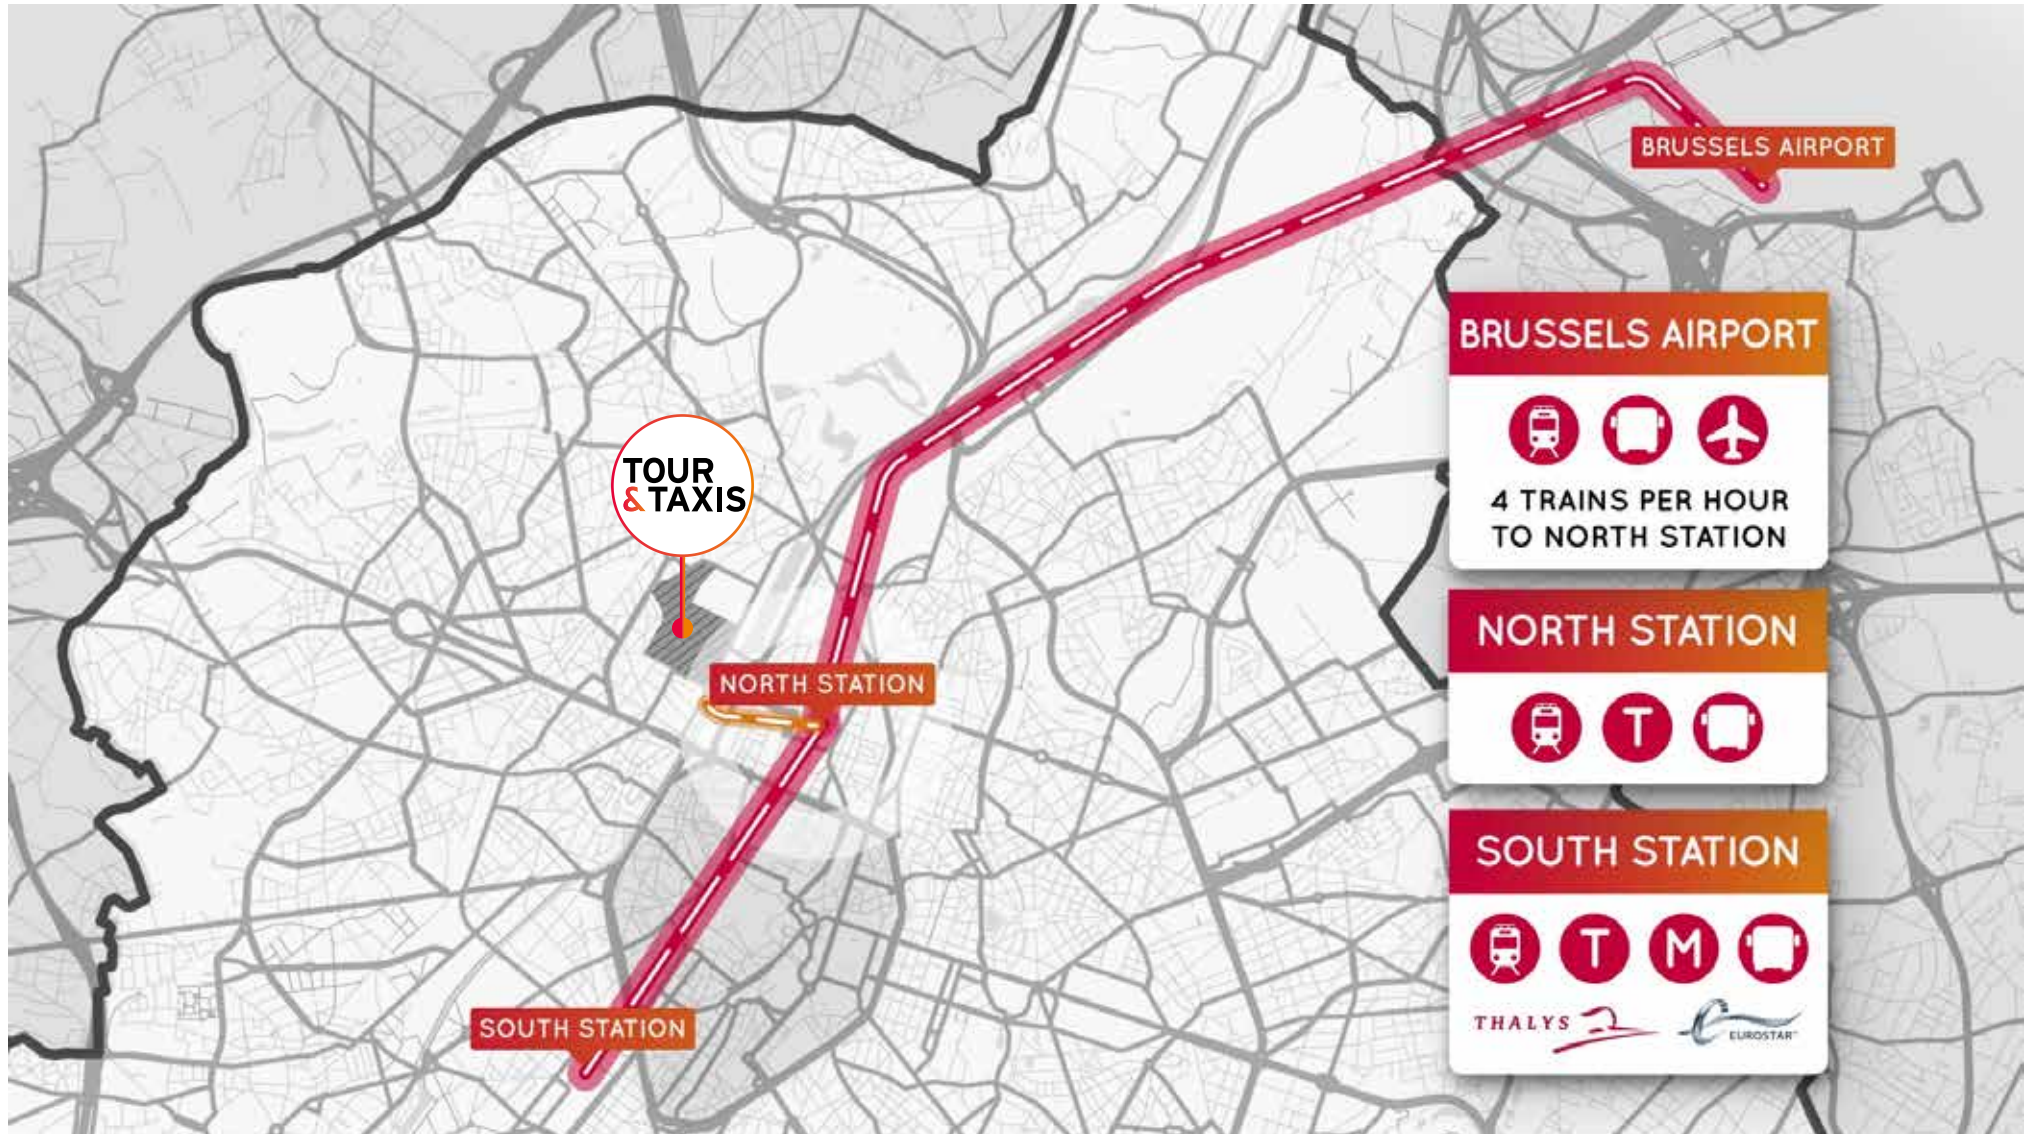 BRUSSELS AIRPORT
TOUR
&TAXIS
NORTH STATION
SOUTH STATION
BRUSSELS AIRPORT
4 TRAINS PER HOUR
TO NORTH STATION
NORTH STATION
T
SOUTH STATION
T M
THALYS
EUROSTAR™